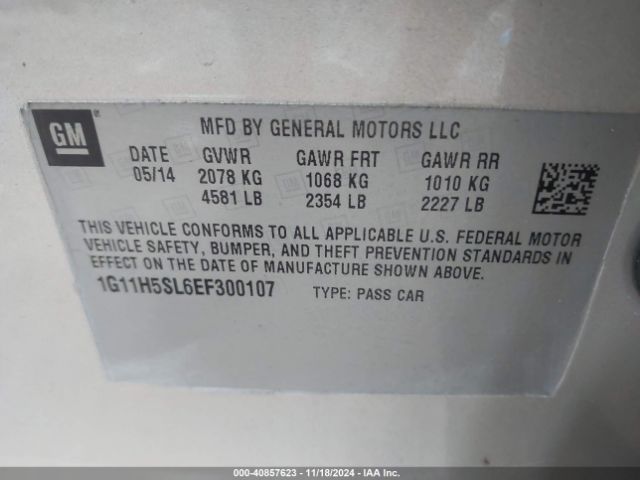 GM
MFD BY GENERAL MOTORS LLC
DATE GVWR GAWR FRT GAWR RR
05/14 2078 KG 1068 KG 1010 KG
4581 LB 2354 LB 2227 LB
THIS VEHICLE CONFORMS TO ALL APPLICABLE U.S. FEDERAL MOTOR
VEHICLE SAFETY, BUMPER, AND THEFT PREVENTION STANDARDS IN
EFFECT ON THE DATE OF MANUFACTURE SHOWN ABOVE.
1G11H5SL6EF300107 TYPE: PASS CAR
(STOCK) - 40857623 - 11/18/2024 - IAA Inc.